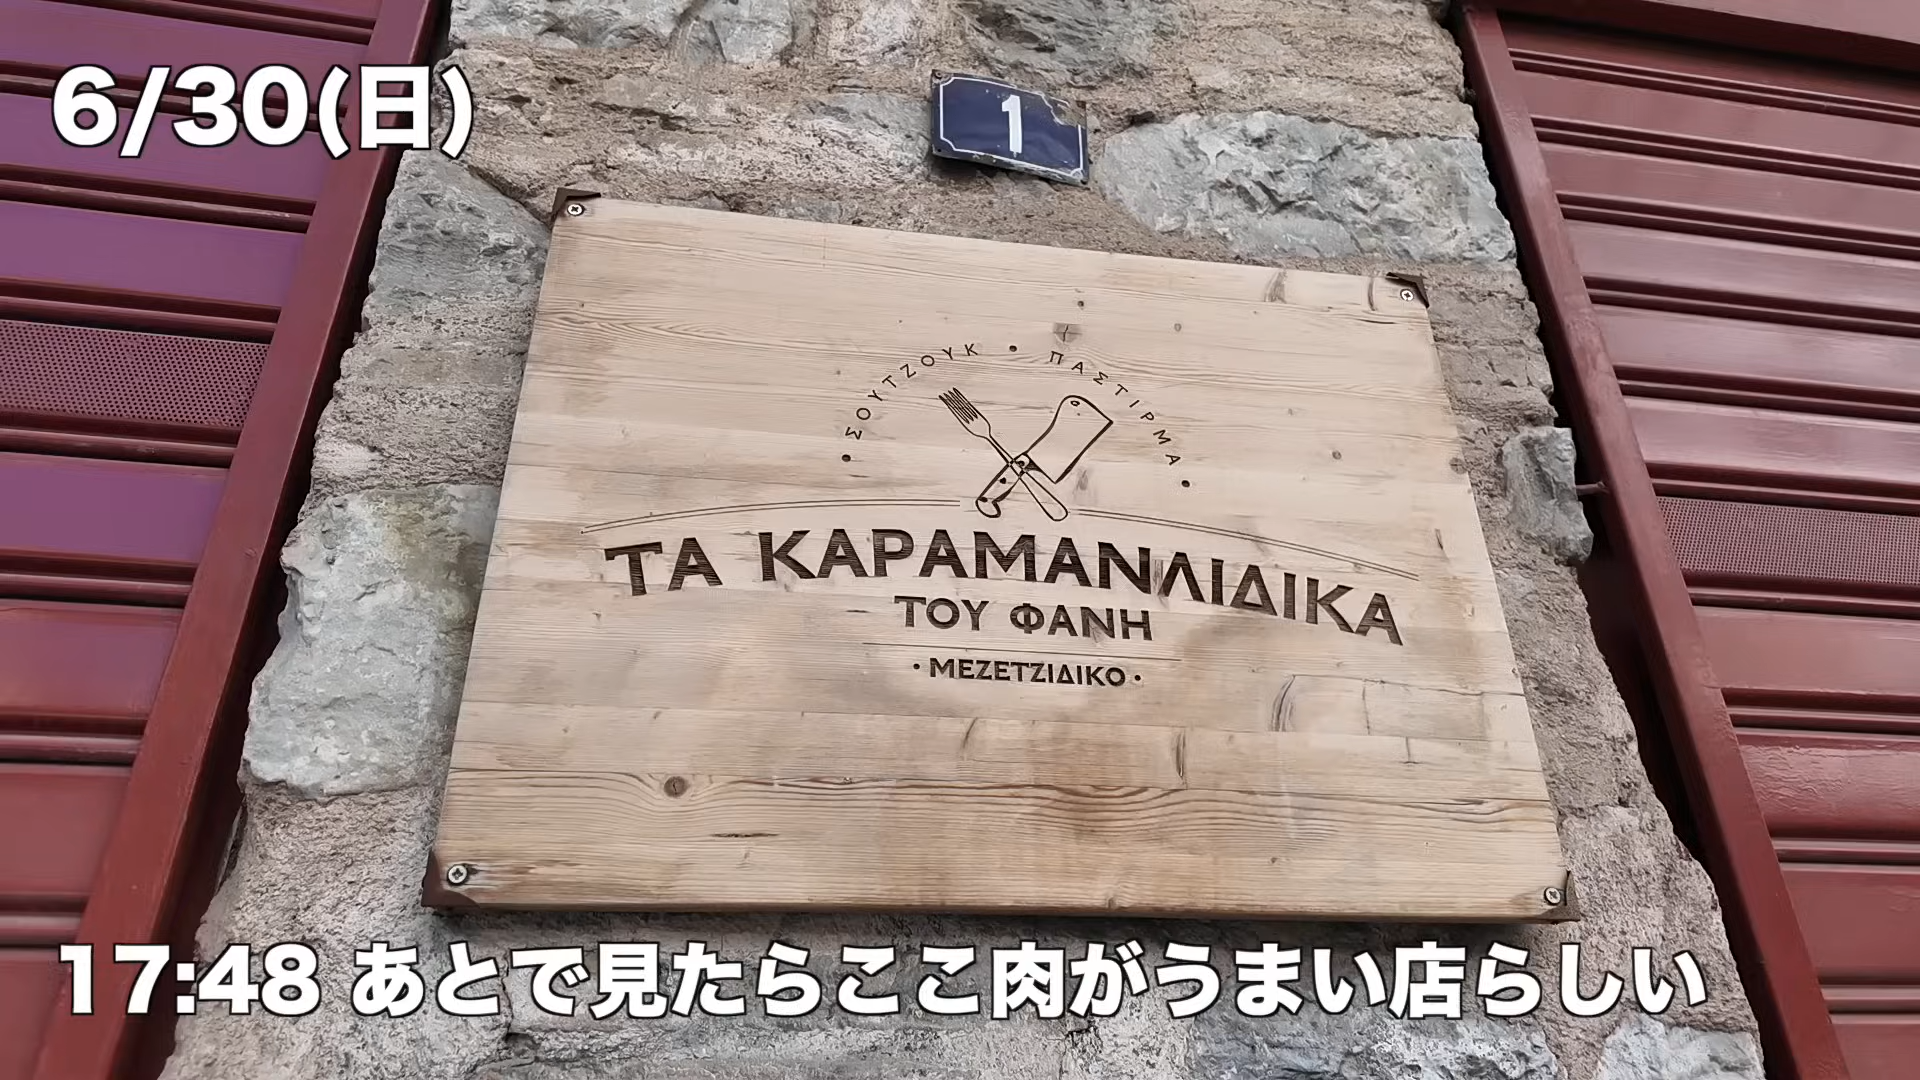 6/30(日)
1
• ΣΟΥΤΖΟΥΚ • ΠΑΣΤΙΡΜΑ •
ΤΑ ΚΑΡΑΜΑΝΛΙΔΙΚΑ
ΤΟΥ ΦΑΝΗ
• ΜΕΖΕΤΖΙΔΙΚΟ •
17:48 あとで見たらここ肉がうまい店らしい